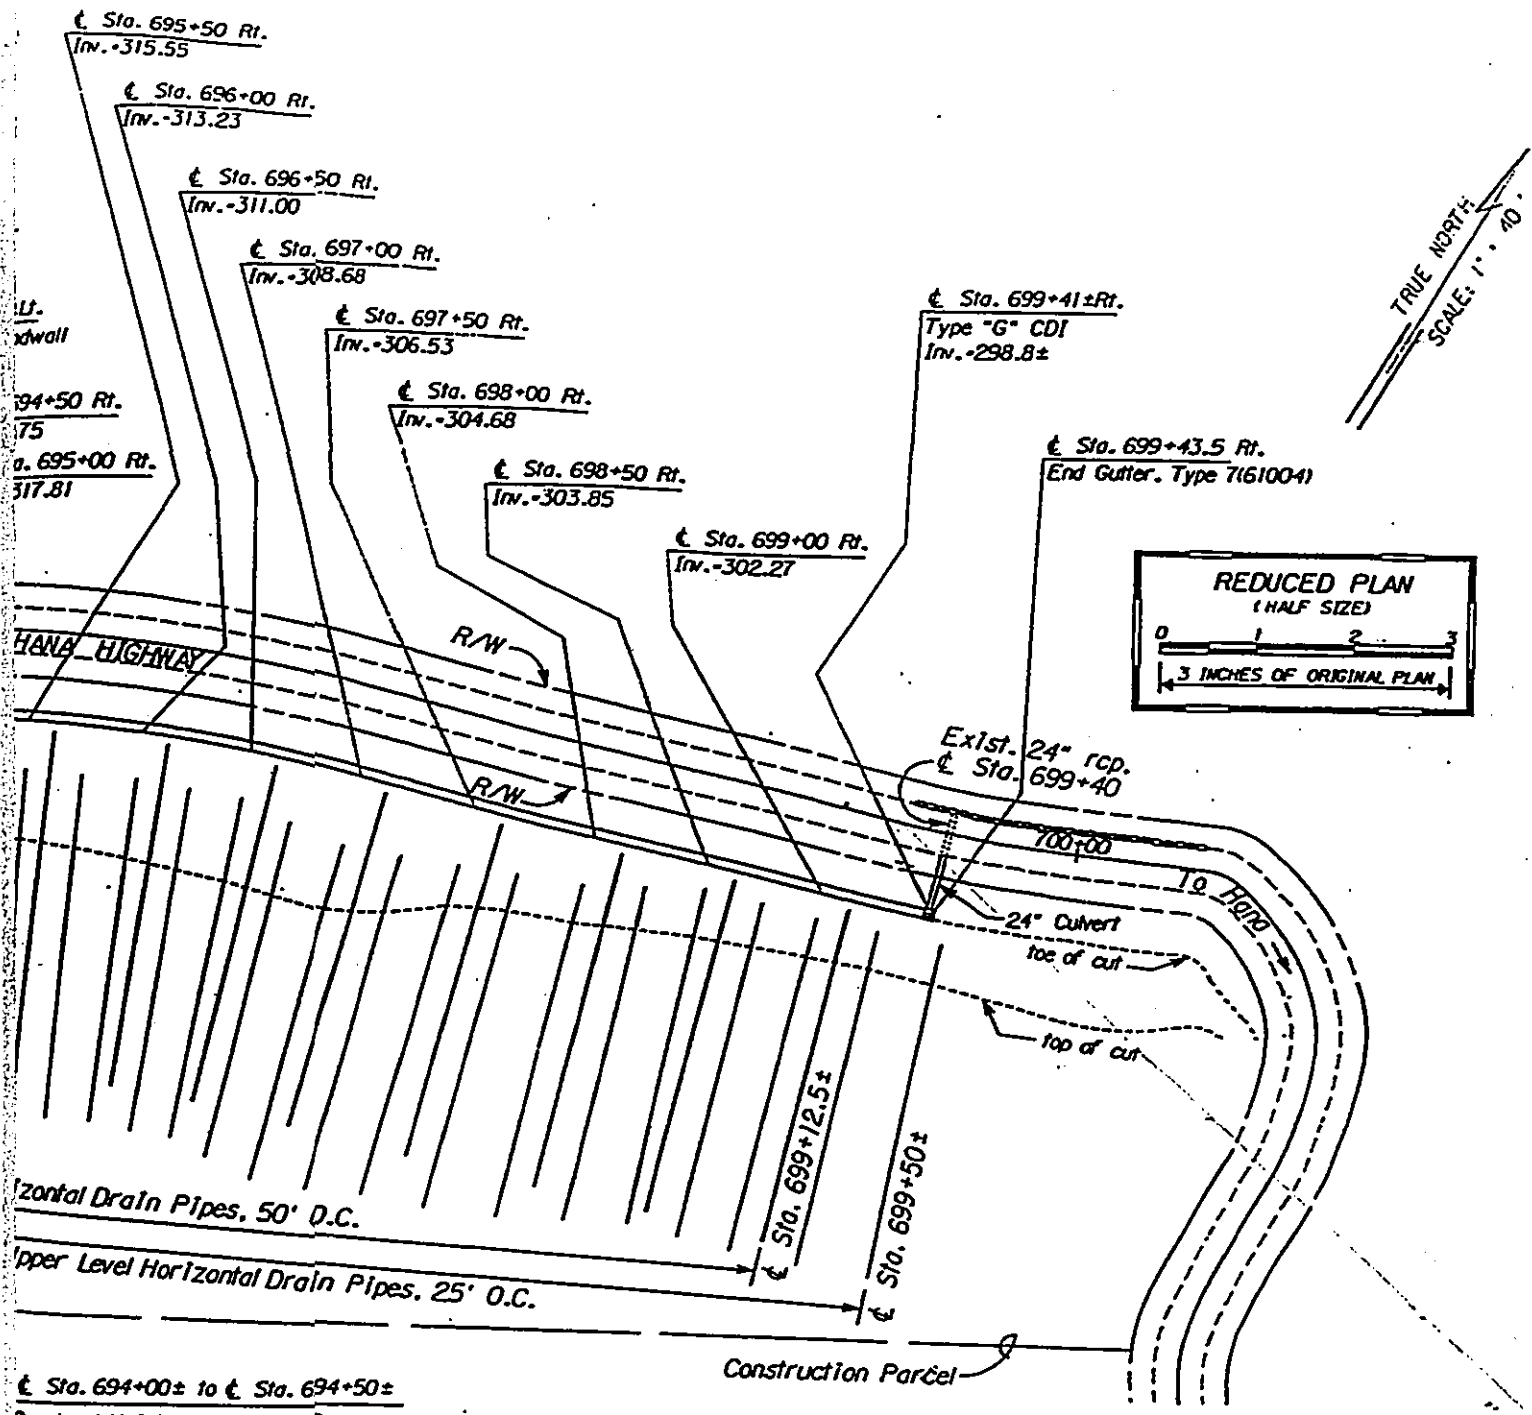 ℄ Sta. 695+50 Rt.
Inv.=315.55
℄ Sta. 696+00 Rt.
Inv.=313.23
℄ Sta. 696+50 Rt.
Inv.=311.00
℄ Sta. 697+00 Rt.
Inv.=308.68
℄ Sta. 697+50 Rt.
Inv.=306.53
℄ Sta. 698+00 Rt.
Inv.=304.68
℄ Sta. 698+50 Rt.
Inv.=303.85
℄ Sta. 699+00 Rt.
Inv.=302.27
℄ Sta. 699+41±Rt.
Type "G" CDI
Inv.=298.8±
℄ Sta. 699+43.5 Rt.
End Gutter, Type 7(61004)
TRUE NORTH
SCALE: 1" = 40'
Lt.
dwall
94+50 Rt.
75
a. 695+00 Rt.
317.81
REDUCED PLAN
(HALF SIZE)
0 1 2 3
3 INCHES OF ORIGINAL PLAN
HANA HIGHWAY
R/W
R/W
Exist. 24" rcp.
℄ Sta. 699+40
700+00
To Hana
24" Culvert
toe of cut
top of cut
℄ Sta. 699+12.5±
℄ Sta. 699+50±
izontal Drain Pipes, 50' O.C.
pper Level Horizontal Drain Pipes, 25' O.C.
Construction Parcel
℄ Sta. 694+00± to ℄ Sta. 694+50±